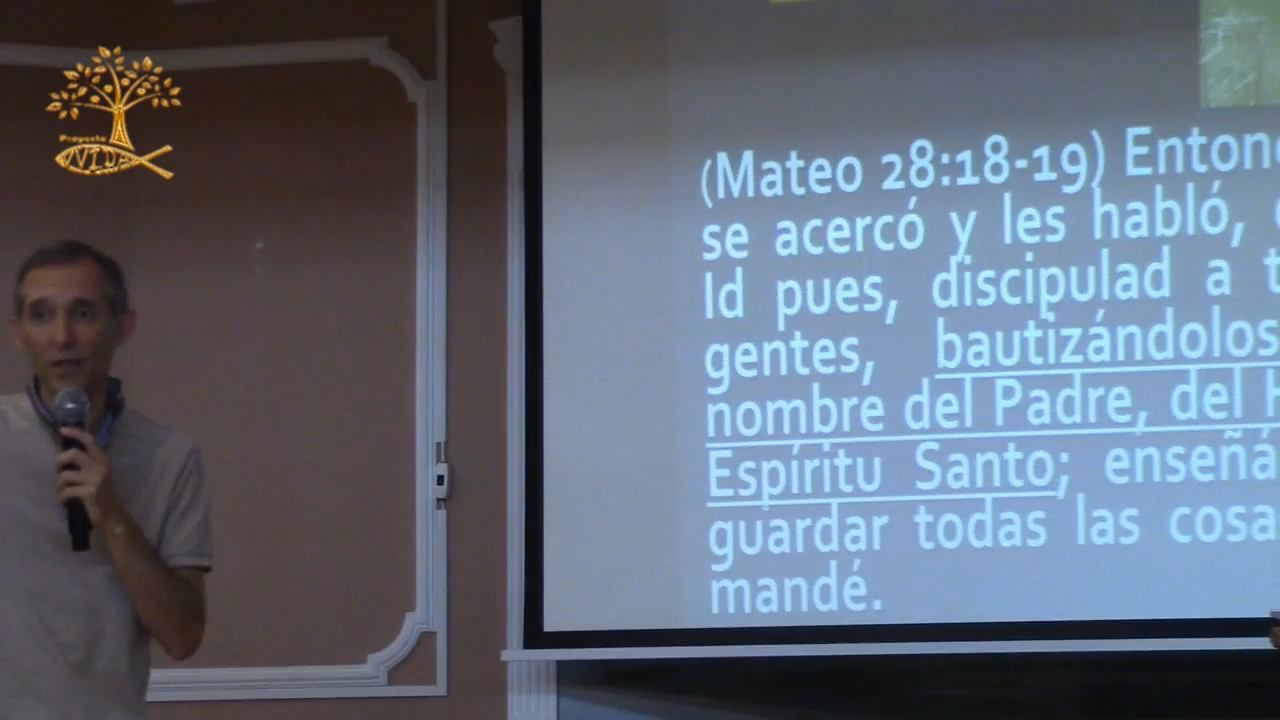 Proyecto
VIDA
(Mateo 28:18-19) Enton
se acercó y les habló,
Id pues, discipulad a t
gentes, bautizándolos
nombre del Padre, del H
Espíritu Santo; enseñá
guardar todas las cosa
mandé.